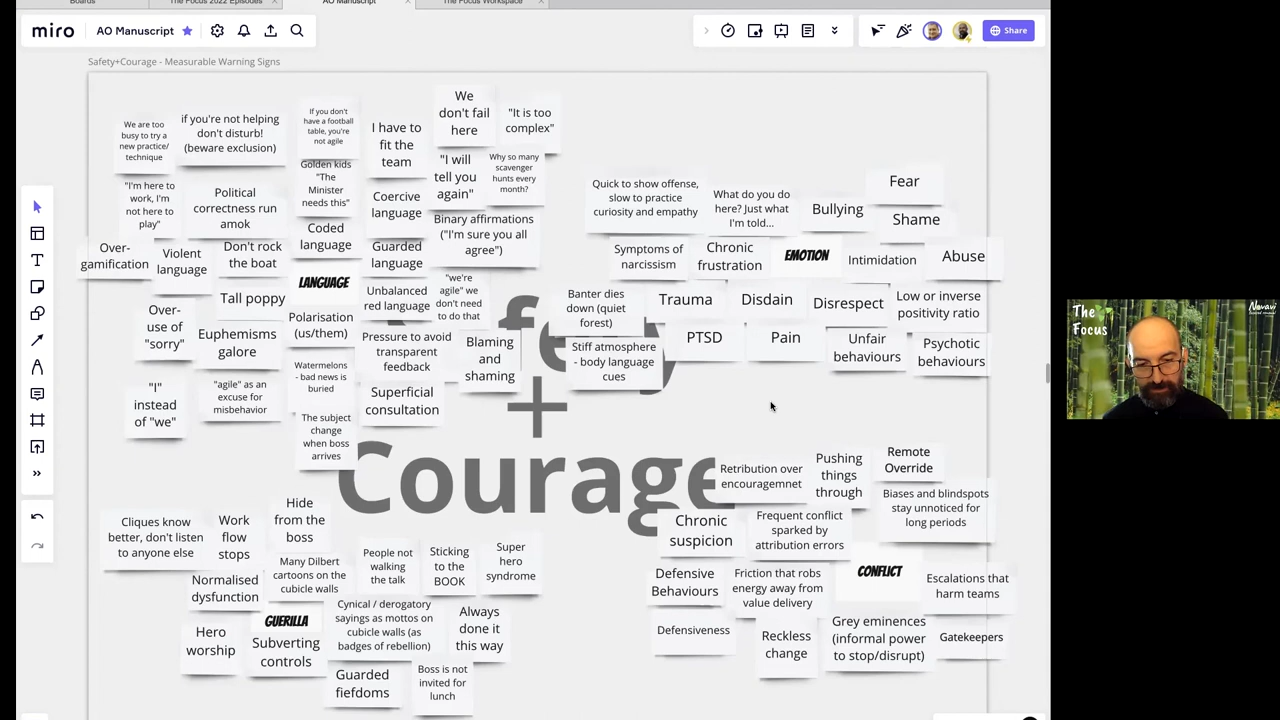 Boards
The Focus 2022 Episodes
AO Manuscript
The Focus Workspace
miro
AO Manuscript
Share
Safety+Courage - Measurable Warning Signs
We are too
busy to try a
new practice/
technique
if you're not helping
don't disturb!
(beware exclusion)
If you don't
have a football
table, you're
not agile
I have to
fit the
team
We
don't fail
here
"It is too
complex"
"I'm here to
work, I'm
not here to
play"
Political
correctness run
amok
Golden kids
"The
Minister
needs this"
Coercive
language
"I will
tell you
again"
Why so many
scavenger
hunts every
month?
Binary affirmations
("I'm sure you all
agree")
Over-
gamification
Violent
language
Don't rock
the boat
Coded
language
Guarded
language
LANGUAGE
Tall poppy
Unbalanced
red language
"we're
agile" we
don't need
to do that
Over-
use of
"sorry"
Euphemisms
galore
Polarisation
(us/them)
Pressure to avoid
transparent
feedback
Blaming
and
shaming
"I"
instead
of "we"
"agile" as an
excuse for
misbehavior
Watermelons
- bad news is
buried
Superficial
consultation
The subject
change
when boss
arrives
Quick to show offense,
slow to practice
curiosity and empathy
What do you do
here? Just what
I'm told...
Bullying
Fear
Shame
Symptoms of
narcissism
Chronic
frustration
EMOTION
Intimidation
Abuse
Banter dies
down (quiet
forest)
Trauma
Disdain
Disrespect
Low or inverse
positivity ratio
Stiff atmosphere
- body language
cues
PTSD
Pain
Unfair
behaviours
Psychotic
behaviours
+
Courage
Cliques know
better, don't listen
to anyone else
Work
flow
stops
Hide
from the
boss
Normalised
dysfunction
Many Dilbert
cartoons on the
cubicle walls
People not
walking
the talk
Sticking
to the
BOOK
Super
hero
syndrome
GUERILLA
Hero
worship
Subverting
controls
Cynical / derogatory
sayings as mottos on
cubicle walls (as
badges of rebellion)
Always
done it
this way
Guarded
fiefdoms
Boss is not
invited for
lunch
Retribution over
encouragemnet
Pushing
things
through
Remote
Override
Biases and blindspots
stay unnoticed for
long periods
Chronic
suspicion
Frequent conflict
sparked by
attribution errors
CONFLICT
Defensive
Behaviours
Friction that robs
energy away from
value delivery
Escalations that
harm teams
Defensiveness
Reckless
change
Grey eminences
(informal power
to stop/disrupt)
Gatekeepers
The
Focus